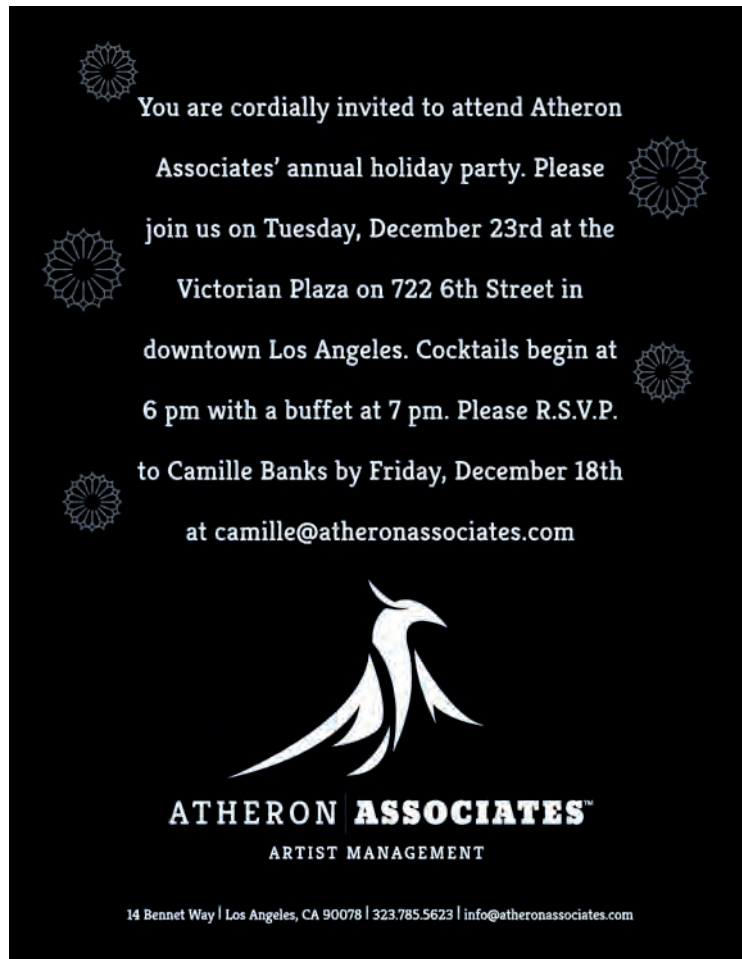 You are cordially invited to attend Atheron
Associates’ annual holiday party. Please
join us on Tuesday, December 23rd at the
Victorian Plaza on 722 6th Street in
downtown Los Angeles. Cocktails begin at
6 pm with a buffet at 7 pm. Please R.S.V.P.
to Camille Banks by Friday, December 18th
at camille@atheronassociates.com
ATHERON | ASSOCIATES™
ARTIST MANAGEMENT
14 Bennet Way | Los Angeles, CA 90078 | 323.785.5623 | info@atheronassociates.com